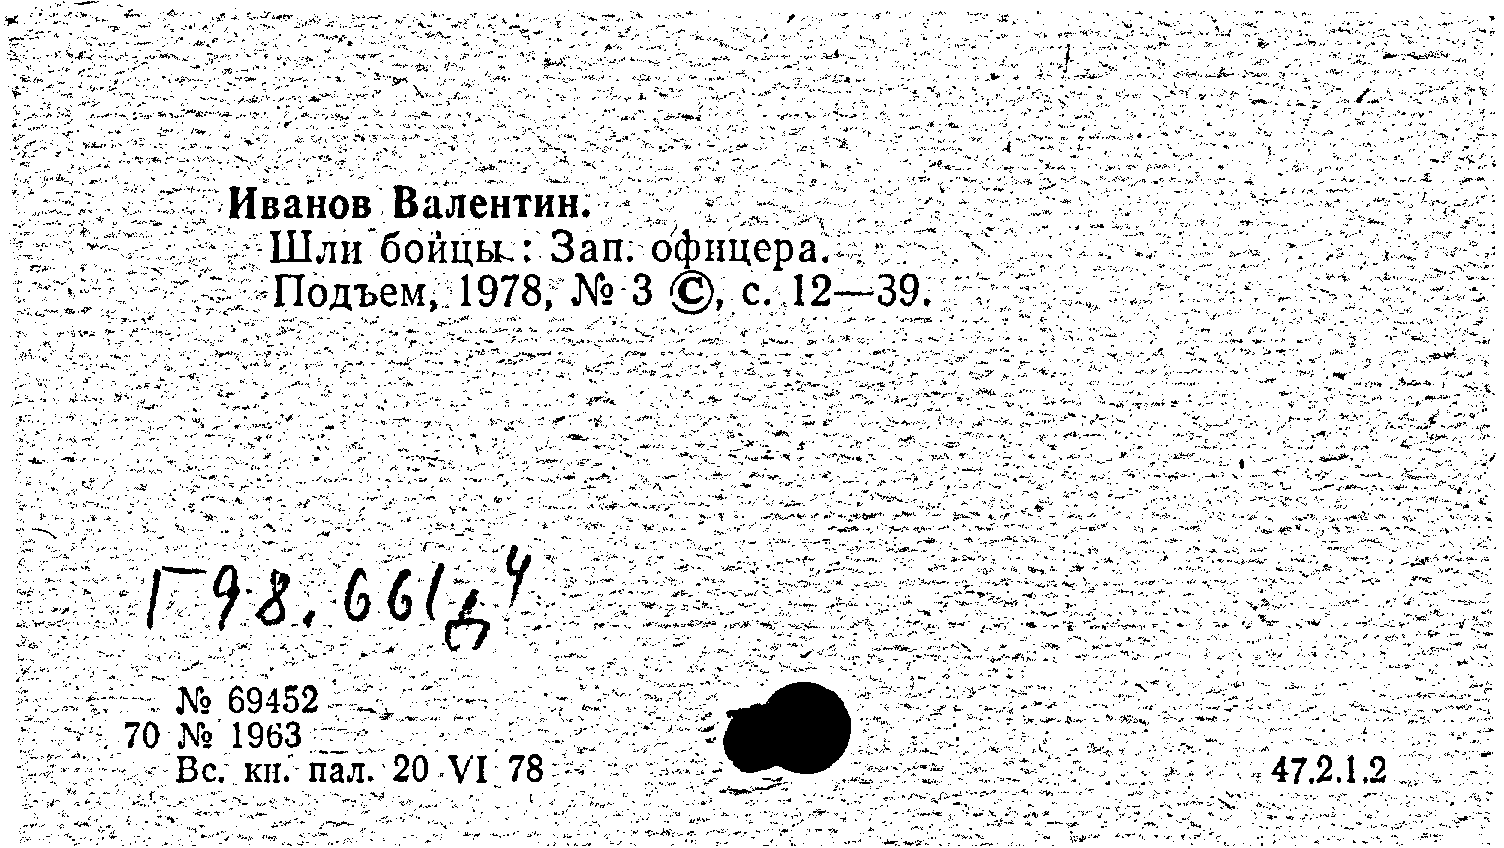 Иванов Валентин.
Шли бойцы : Зап. офицера.
Подъем, 1978, № 3 ©, с. 12—39.
Г98.661д4
№ 69452
70 № 1963
Вс. кн. пал. 20 VI 78
47.2.1.2